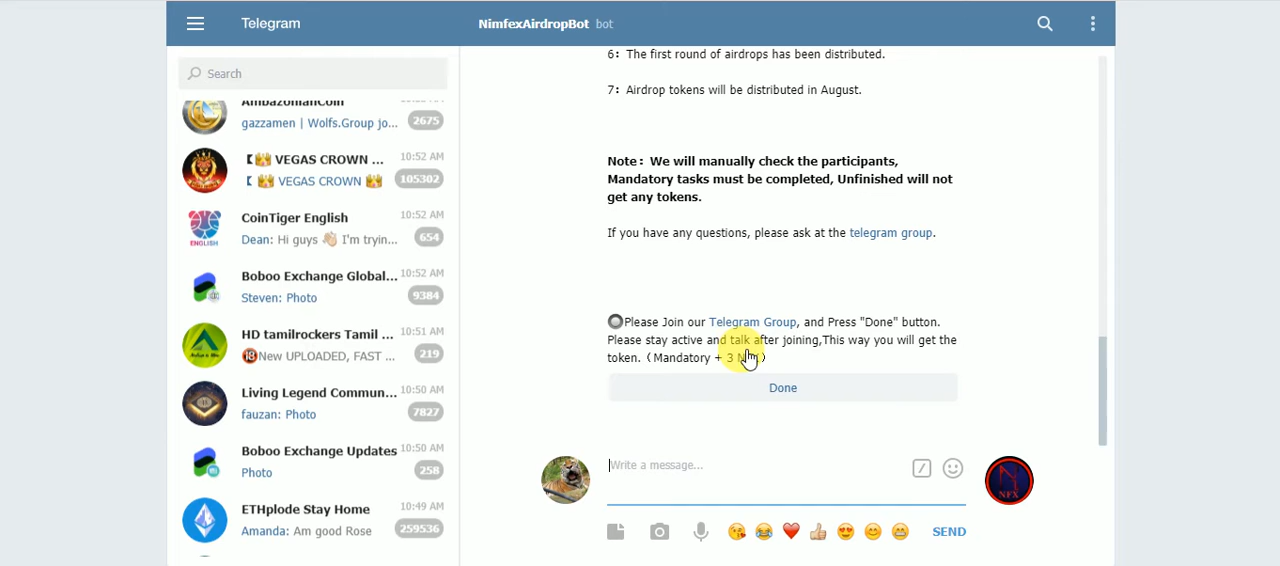 Telegram
NimfexAirdropBot bot
Search
AmbazonianCoin
gazzamen | Wolfs.Group jo...
2675
【👑 VEGAS CROWN ...
10:52 AM
【 👑 VEGAS CROWN 👑
105302
CoinTiger English
10:52 AM
Dean: Hi guys 👋🏼 I'm tryin...
654
ENGLISH
Boboo Exchange Global...
10:52 AM
Steven: Photo
9384
HD tamilrockers Tamil ...
10:51 AM
🔞New UPLOADED, FAST ...
219
Living Legend Commun...
10:50 AM
fauzan: Photo
7827
Boboo Exchange Updates
10:50 AM
Photo
258
ETHplode Stay Home
10:49 AM
Amanda: Am good Rose
259536
6: The first round of airdrops has been distributed.
7: Airdrop tokens will be distributed in August.
Note: We will manually check the participants,
Mandatory tasks must be completed, Unfinished will not
get any tokens.
If you have any questions, please ask at the telegram group.
🔘Please Join our Telegram Group, and Press "Done" button.
Please stay active and talk after joining,This way you will get the
token. (Mandatory + 3
Done
Write a message...
NFX
😘 😂 ❤️ 👍🏼 😍 😊 😁 SEND